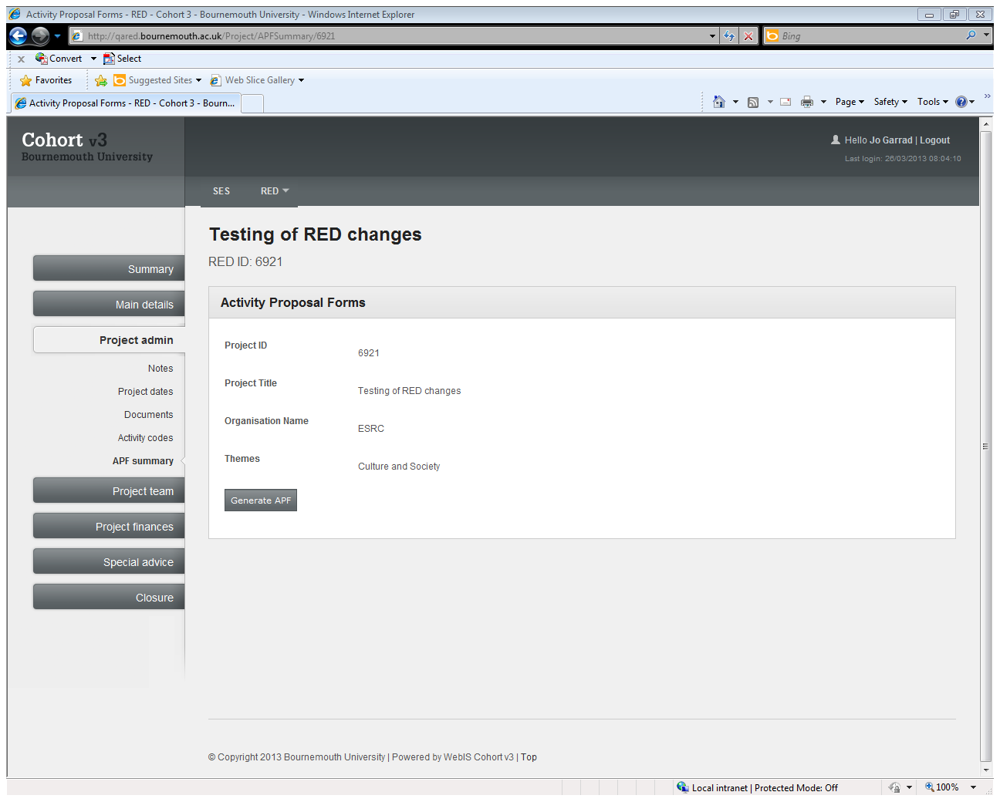 Activity Proposal Forms - RED - Cohort 3 - Bournemouth University - Windows Internet Explorer
http://qared.bournemouth.ac.uk/Project/APFSummary/6921
Bing
x Convert Select
Favorites Suggested Sites Web Slice Gallery
Activity Proposal Forms - RED - Cohort 3 - Bourn...
Page Safety Tools
Cohort v3
Bournemouth University
Hello Jo Garrad | Logout
Last login: 26/03/2013 08:04:10
SES RED
Testing of RED changes
RED ID: 6921
Summary
Main details
Project admin
Notes
Project dates
Documents
Activity codes
APF summary
Project team
Project finances
Special advice
Closure
Activity Proposal Forms
Project ID
6921
Project Title
Testing of RED changes
Organisation Name
ESRC
Themes
Culture and Society
Generate APF
© Copyright 2013 Bournemouth University | Powered by WebIS Cohort v3 | Top
Local intranet | Protected Mode: Off
100%